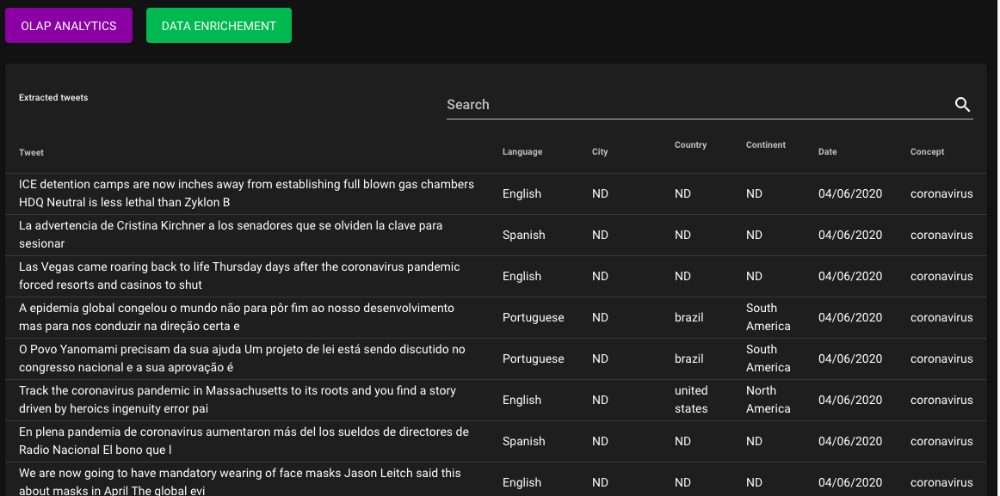 OLAP ANALYTICS DATA ENRICHEMENT
Extracted tweets
Search
Tweet Language City Country Continent Date Concept
ICE detention camps are now inches away from establishing full blown gas chambers
HDQ Neutral is less lethal than Zyklon B
English ND ND ND 04/06/2020 coronavirus
La advertencia de Cristina Kirchner a los senadores que se olviden la clave para
sesionar
Spanish ND ND ND 04/06/2020 coronavirus
Las Vegas came roaring back to life Thursday days after the coronavirus pandemic
forced resorts and casinos to shut
English ND ND ND 04/06/2020 coronavirus
A epidemia global congelou o mundo não para pôr fim ao nosso desenvolvimento
mas para nos conduzir na direção certa e
Portuguese ND brazil South
America
04/06/2020 coronavirus
O Povo Yanomami precisam da sua ajuda Um projeto de lei está sendo discutido no
congresso nacional e a sua aprovação é
Portuguese ND brazil South
America
04/06/2020 coronavirus
Track the coronavirus pandemic in Massachusetts to its roots and you find a story
driven by heroics ingenuity error pai
English ND united
states
North
America
04/06/2020 coronavirus
En plena pandemia de coronavirus aumentaron más del los sueldos de directores de
Radio Nacional El bono que l
Spanish ND ND ND 04/06/2020 coronavirus
We are now going to have mandatory wearing of face masks Jason Leitch said this
about masks in April The global evi
English ND ND ND 04/06/2020 coronavirus